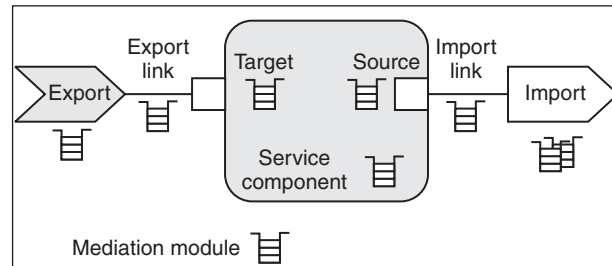 Export
link
Import
link
Target
Source
Export
Import
Service
component
Mediation module